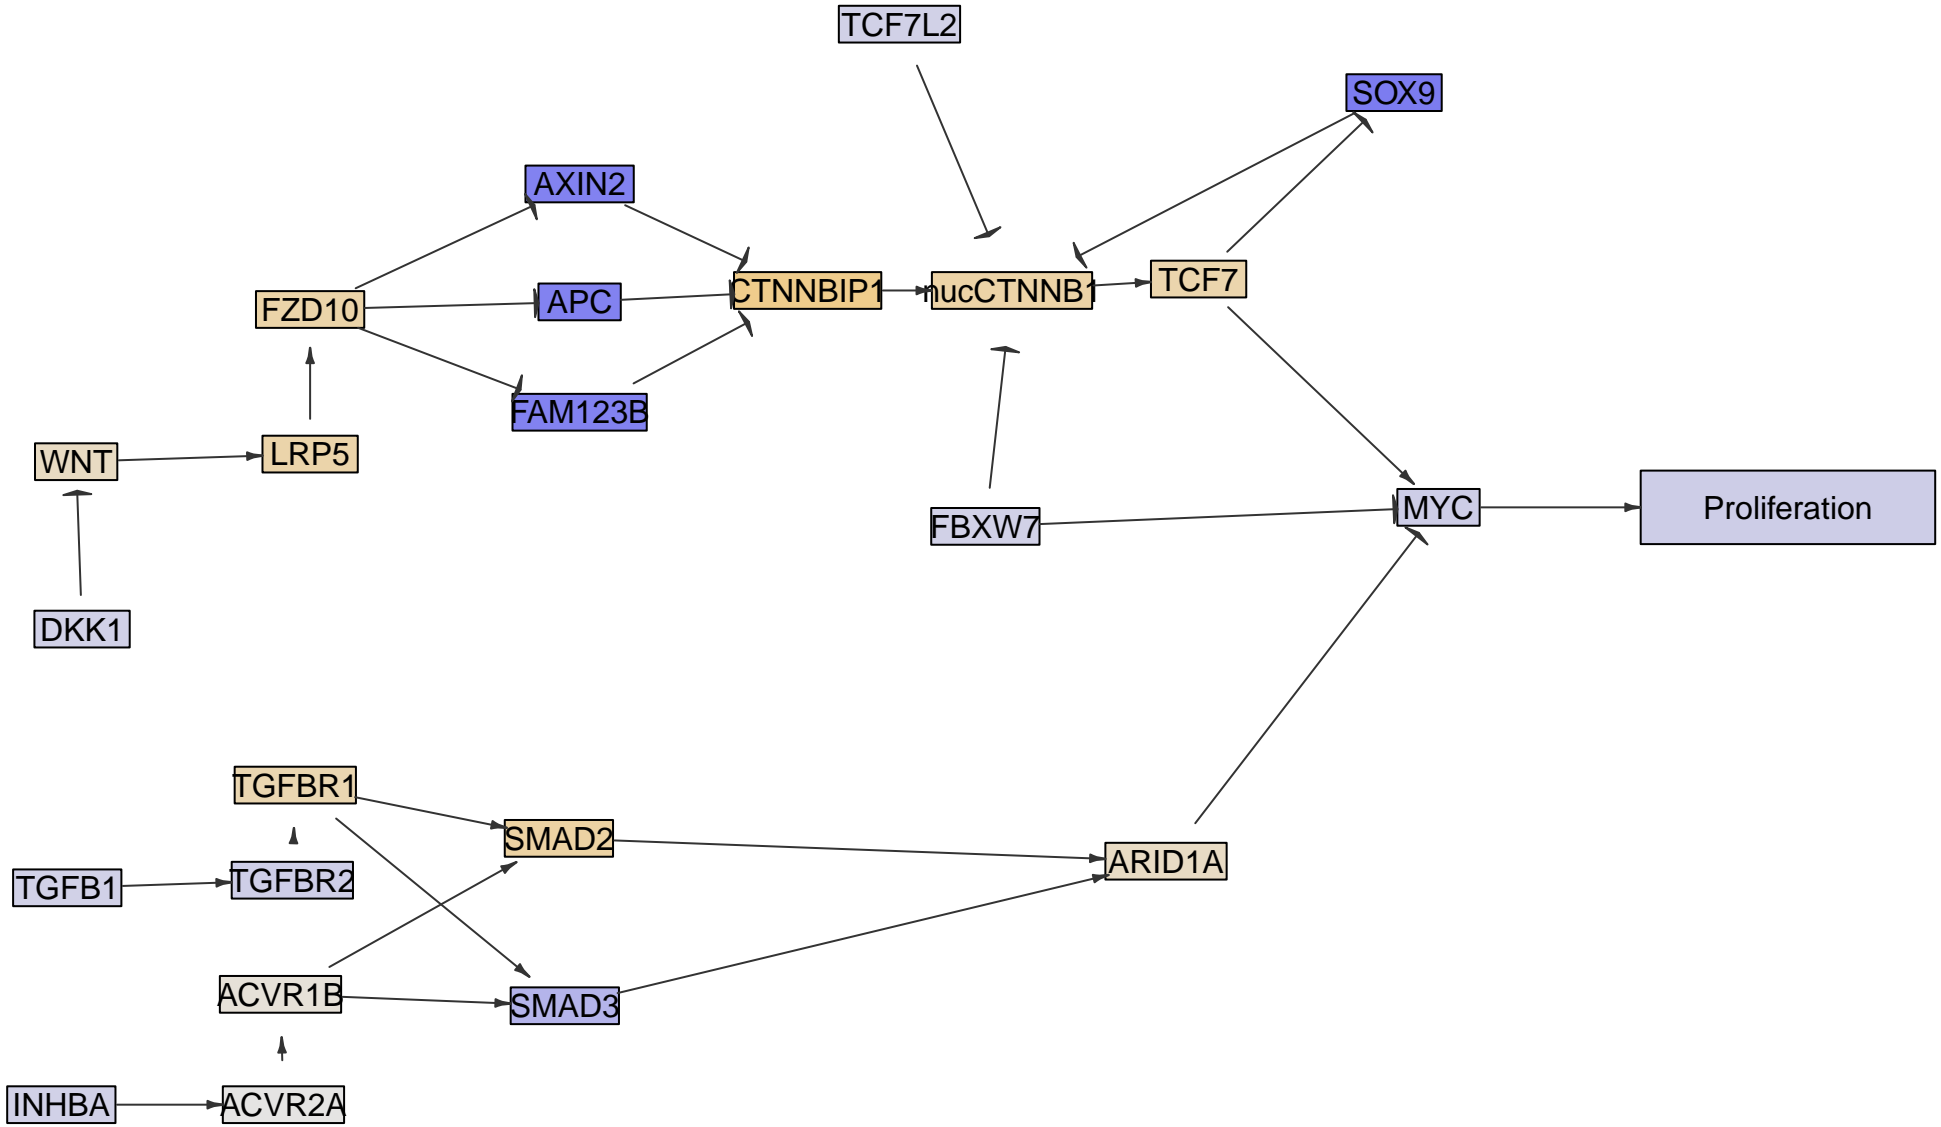 TCF7L2
SOX9
AXIN2
CTNNBIP1
nucCTNNB1
TCF7
APC
FZD10
FAM123B
WNT
LRP5
FBXW7
MYC
Proliferation
DKK1
TGFBR1
SMAD2
ARID1A
TGFB1
TGFBR2
ACVR1B
SMAD3
INHBA
ACVR2A